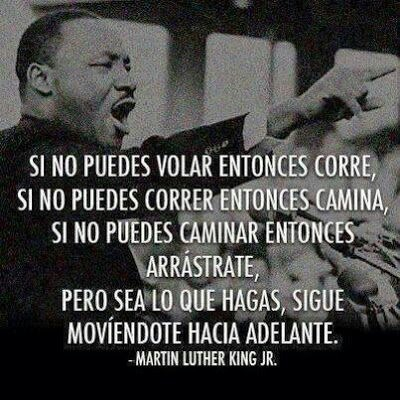 SI NO PUEDES VOLAR ENTONCES CORRE,
SI NO PUEDES CORRER ENTONCES CAMINA,
SI NO PUEDES CAMINAR ENTONCES
ARRÁSTRATE,
PERO SEA LO QUE HAGAS, SIGUE
MOVÍENDOTE HACIA ADELANTE.
- MARTIN LUTHER KING JR.